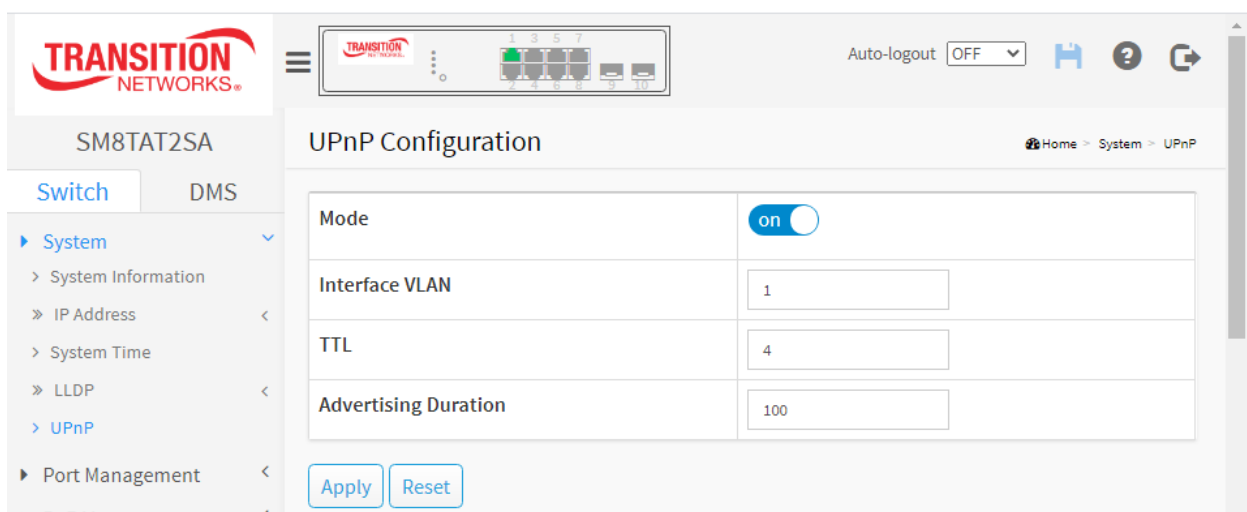 TRANSITION
NETWORKS®
TRANSITION
NETWORKS.
1 3 5 7
2 4 6 8 9 10
Auto-logout OFF
SM8TAT2SA
UPnP Configuration
Home > System > UPnP
Switch DMS
System
System Information
IP Address
System Time
LLDP
UPnP
Port Management
Mode on
Interface VLAN 1
TTL 4
Advertising Duration 100
Apply Reset